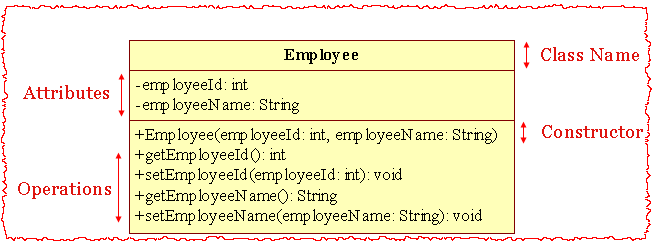 Employee
Class Name
Attributes
-employeeId: int
-employeeName: String
+Employee(employeeId: int, employeeName: String)
Constructor
Operations
+getEmployeeId(): int
+setEmployeeId(employeeId: int): void
+getEmployeeName(): String
+setEmployeeName(employeeName: String): void